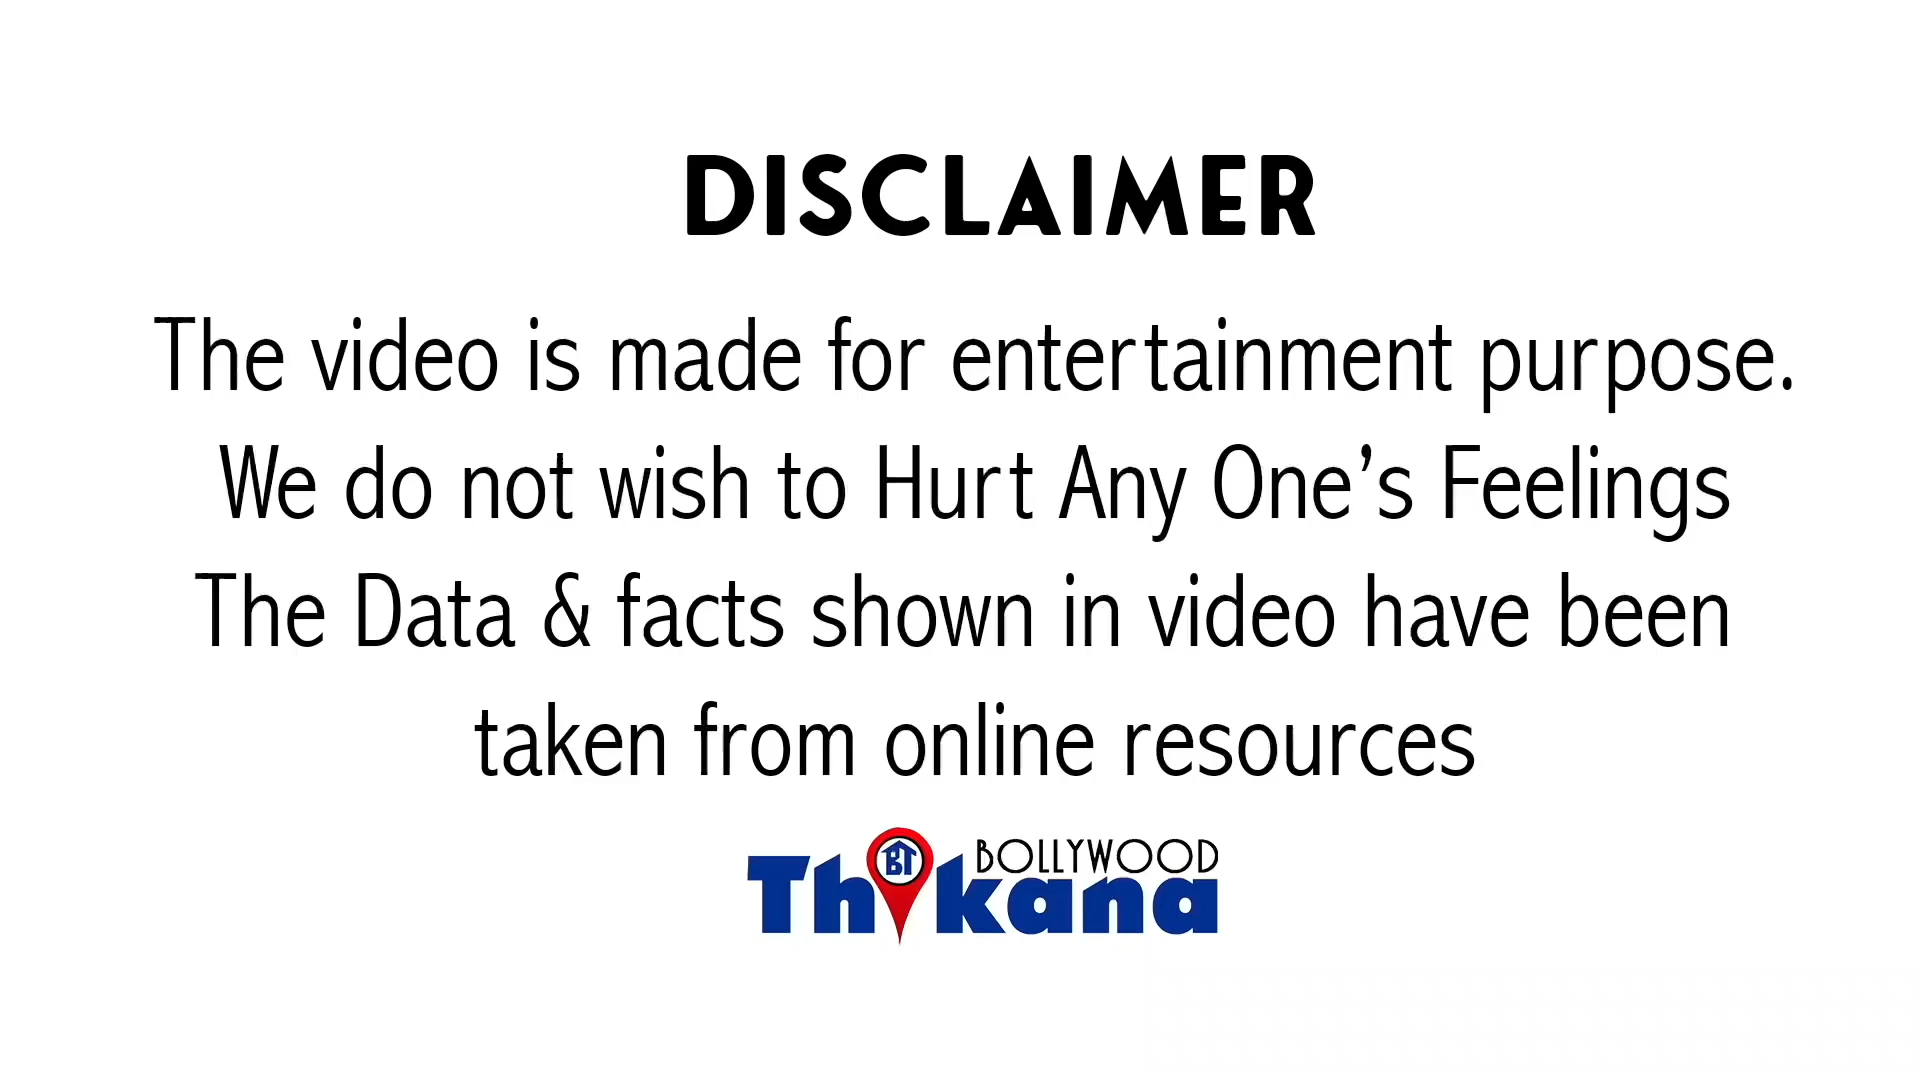 DISCLAIMER
The video is made for entertainment purpose.
We do not wish to Hurt Any One’s Feelings
The Data & facts shown in video have been
taken from online resources
BT
BOLLYWOOD
Thikana